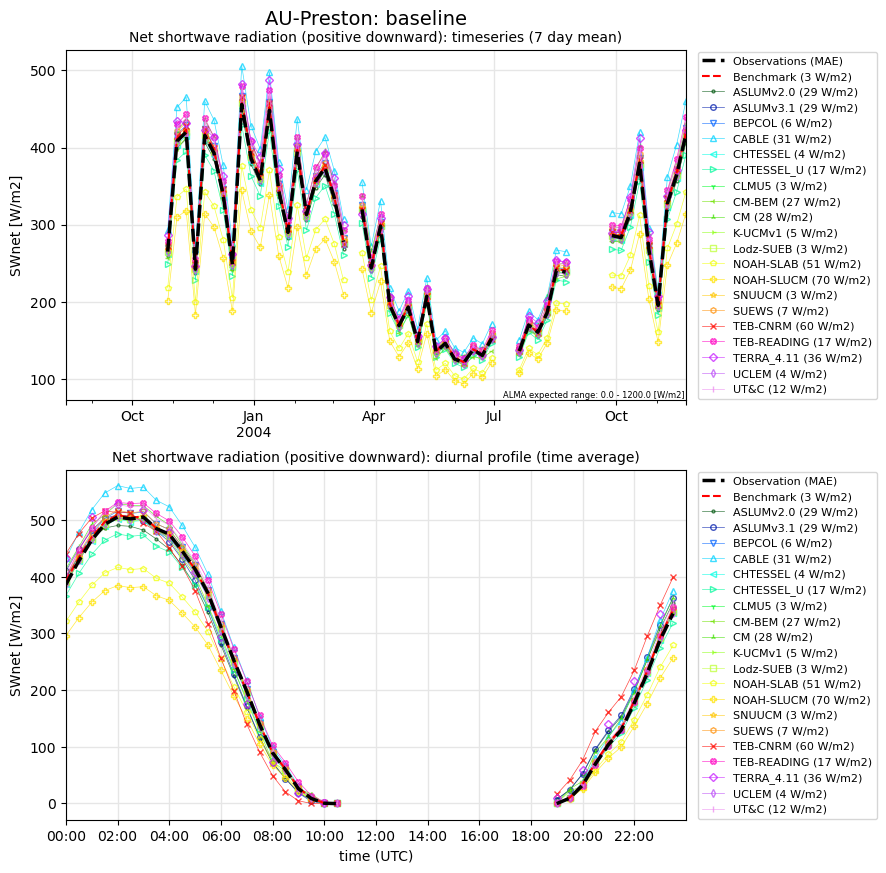 AU-Preston: baseline
Net shortwave radiation (positive downward): timeseries (7 day mean)
SWnet [W/m2]
500
400
300
200
100
Oct
Jan
2004
Apr
Jul
Oct
ALMA expected range: 0.0 - 1200.0 [W/m2]
Observations (MAE)
Benchmark (3 W/m2)
ASLUMv2.0 (29 W/m2)
ASLUMv3.1 (29 W/m2)
BEPCOL (6 W/m2)
CABLE (31 W/m2)
CHTESSEL (4 W/m2)
CHTESSEL_U (17 W/m2)
CLMU5 (3 W/m2)
CM-BEM (27 W/m2)
CM (28 W/m2)
K-UCMv1 (5 W/m2)
Lodz-SUEB (3 W/m2)
NOAH-SLAB (51 W/m2)
NOAH-SLUCM (70 W/m2)
SNUUCM (3 W/m2)
SUEWS (7 W/m2)
TEB-CNRM (60 W/m2)
TEB-READING (17 W/m2)
TERRA_4.11 (36 W/m2)
UCLEM (4 W/m2)
UT&C (12 W/m2)
Net shortwave radiation (positive downward): diurnal profile (time average)
SWnet [W/m2]
500
400
300
200
100
0
00:00
02:00
04:00
06:00
08:00
10:00
12:00
14:00
16:00
18:00
20:00
22:00
time (UTC)
Observation (MAE)
Benchmark (3 W/m2)
ASLUMv2.0 (29 W/m2)
ASLUMv3.1 (29 W/m2)
BEPCOL (6 W/m2)
CABLE (31 W/m2)
CHTESSEL (4 W/m2)
CHTESSEL_U (17 W/m2)
CLMU5 (3 W/m2)
CM-BEM (27 W/m2)
CM (28 W/m2)
K-UCMv1 (5 W/m2)
Lodz-SUEB (3 W/m2)
NOAH-SLAB (51 W/m2)
NOAH-SLUCM (70 W/m2)
SNUUCM (3 W/m2)
SUEWS (7 W/m2)
TEB-CNRM (60 W/m2)
TEB-READING (17 W/m2)
TERRA_4.11 (36 W/m2)
UCLEM (4 W/m2)
UT&C (12 W/m2)